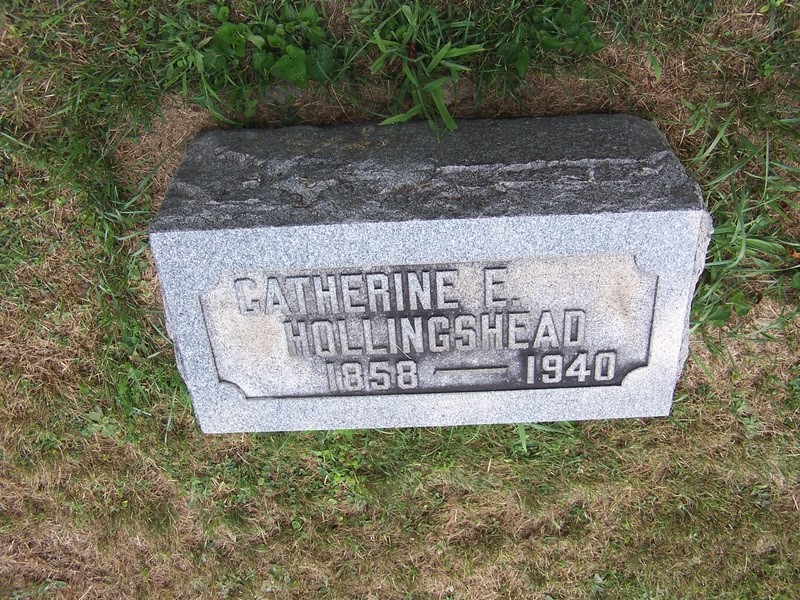 CATHERINE E.
HOLLINGSHEAD
1858 — 1940